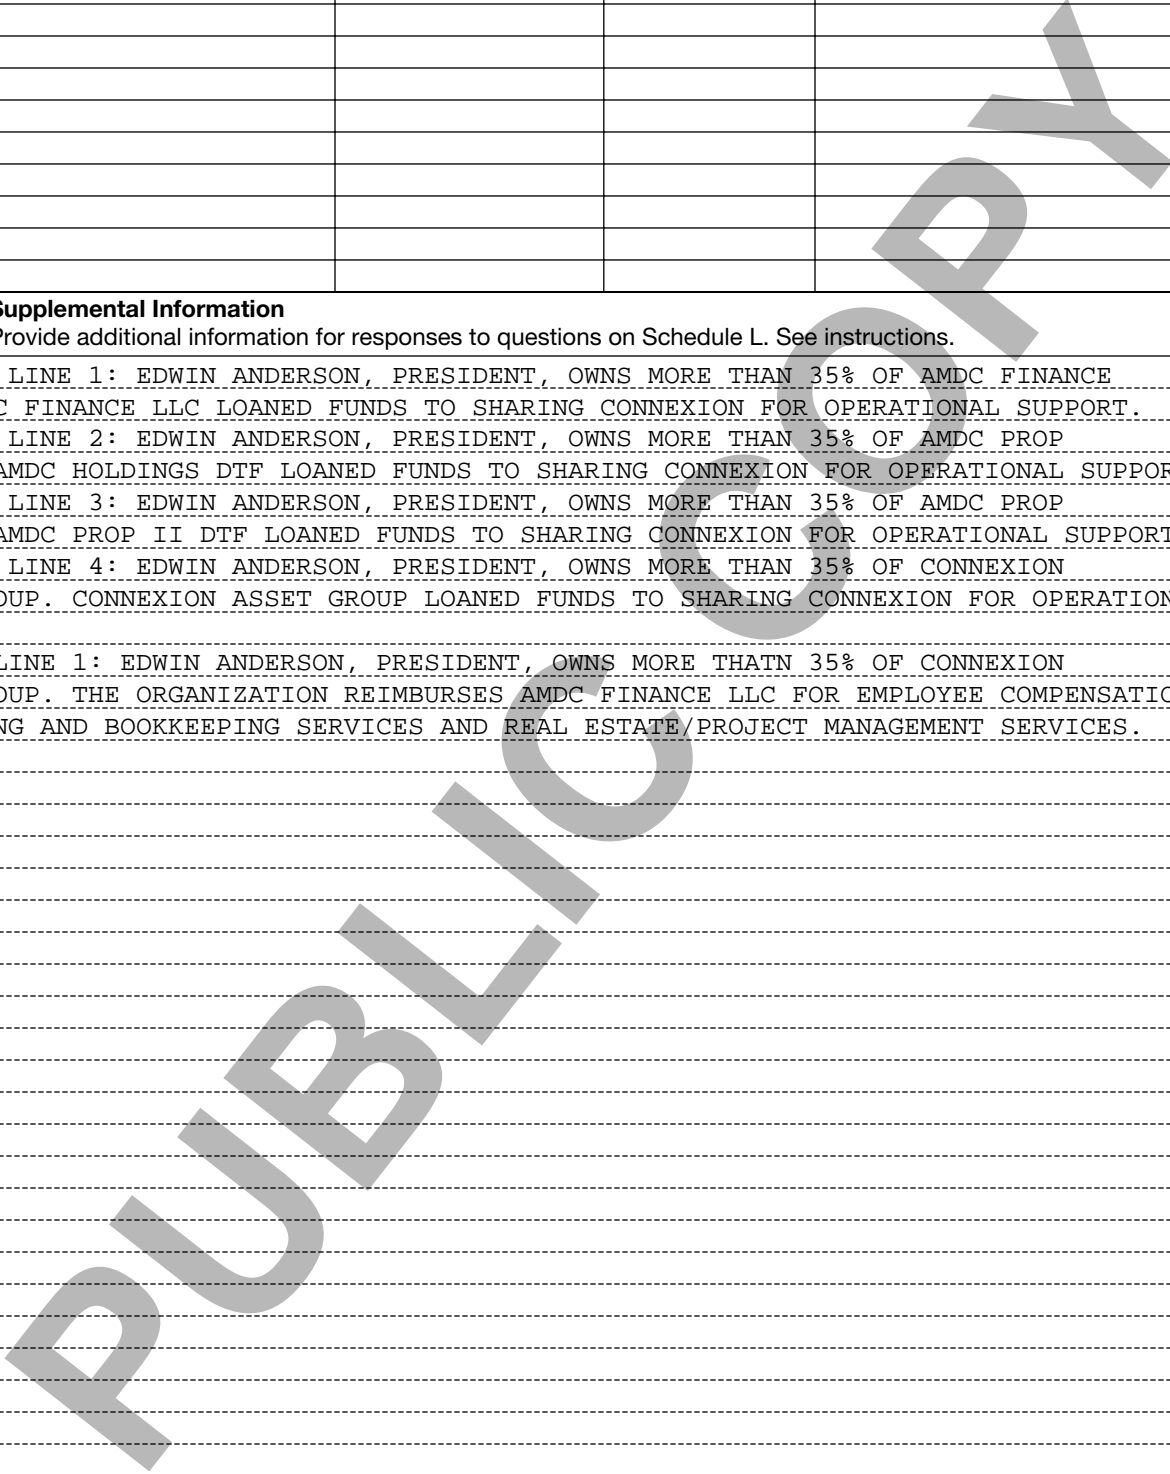 Supplemental Information
Provide additional information for responses to questions on Schedule L. See instructions.
LINE 1: EDWIN ANDERSON, PRESIDENT, OWNS MORE THAN 35% OF AMDC FINANCE
C FINANCE LLC LOANED FUNDS TO SHARING CONNEXION FOR OPERATIONAL SUPPORT.
LINE 2: EDWIN ANDERSON, PRESIDENT, OWNS MORE THAN 35% OF AMDC PROP
AMDC HOLDINGS DTF LOANED FUNDS TO SHARING CONNEXION FOR OPERATIONAL SUPPOR
LINE 3: EDWIN ANDERSON, PRESIDENT, OWNS MORE THAN 35% OF AMDC PROP
AMDC PROP II DTF LOANED FUNDS TO SHARING CONNEXION FOR OPERATIONAL SUPPORT
LINE 4: EDWIN ANDERSON, PRESIDENT, OWNS MORE THAN 35% OF CONNEXION
OUP. CONNEXION ASSET GROUP LOANED FUNDS TO SHARING CONNEXION FOR OPERATION
LINE 1: EDWIN ANDERSON, PRESIDENT, OWNS MORE THATN 35% OF CONNEXION
OUP. THE ORGANIZATION REIMBURSES AMDC FINANCE LLC FOR EMPLOYEE COMPENSATIO
NG AND BOOKKEEPING SERVICES AND REAL ESTATE/PROJECT MANAGEMENT SERVICES.
PUBLIC COPY